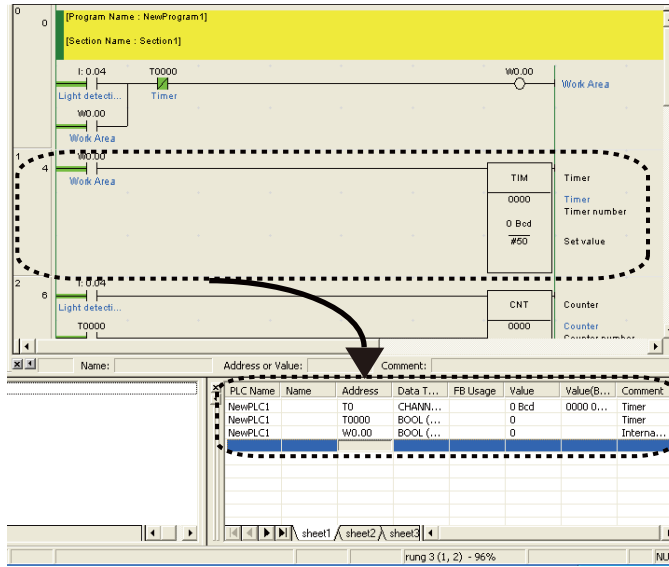 0
0
[Program Name : NewProgram1]
[Section Name : Section1]
I: 0.04 T0000 W0.00
Work Area
Light detecti... Timer
W0.00
Work Area
1
4
W0.00
Work Area
TIM Timer
0000 Timer
Timer number
0 Bcd
#50 Set value
2
6
I: 0.04
Light detecti...
CNT Counter
T0000
0000 Counter
Counter number
Name: Address or Value: Comment:
PLC Name Name Address Data T... FB Usage Value Value(B... Comment
NewPLC1 T0 CHANN... 0 Bcd 0000 0... Timer
NewPLC1 T0000 BOOL (... 0 Timer
NewPLC1 W0.00 BOOL (... 0 Interna...
sheet1 sheet2 sheet3
rung 3 (1, 2) - 96% NU